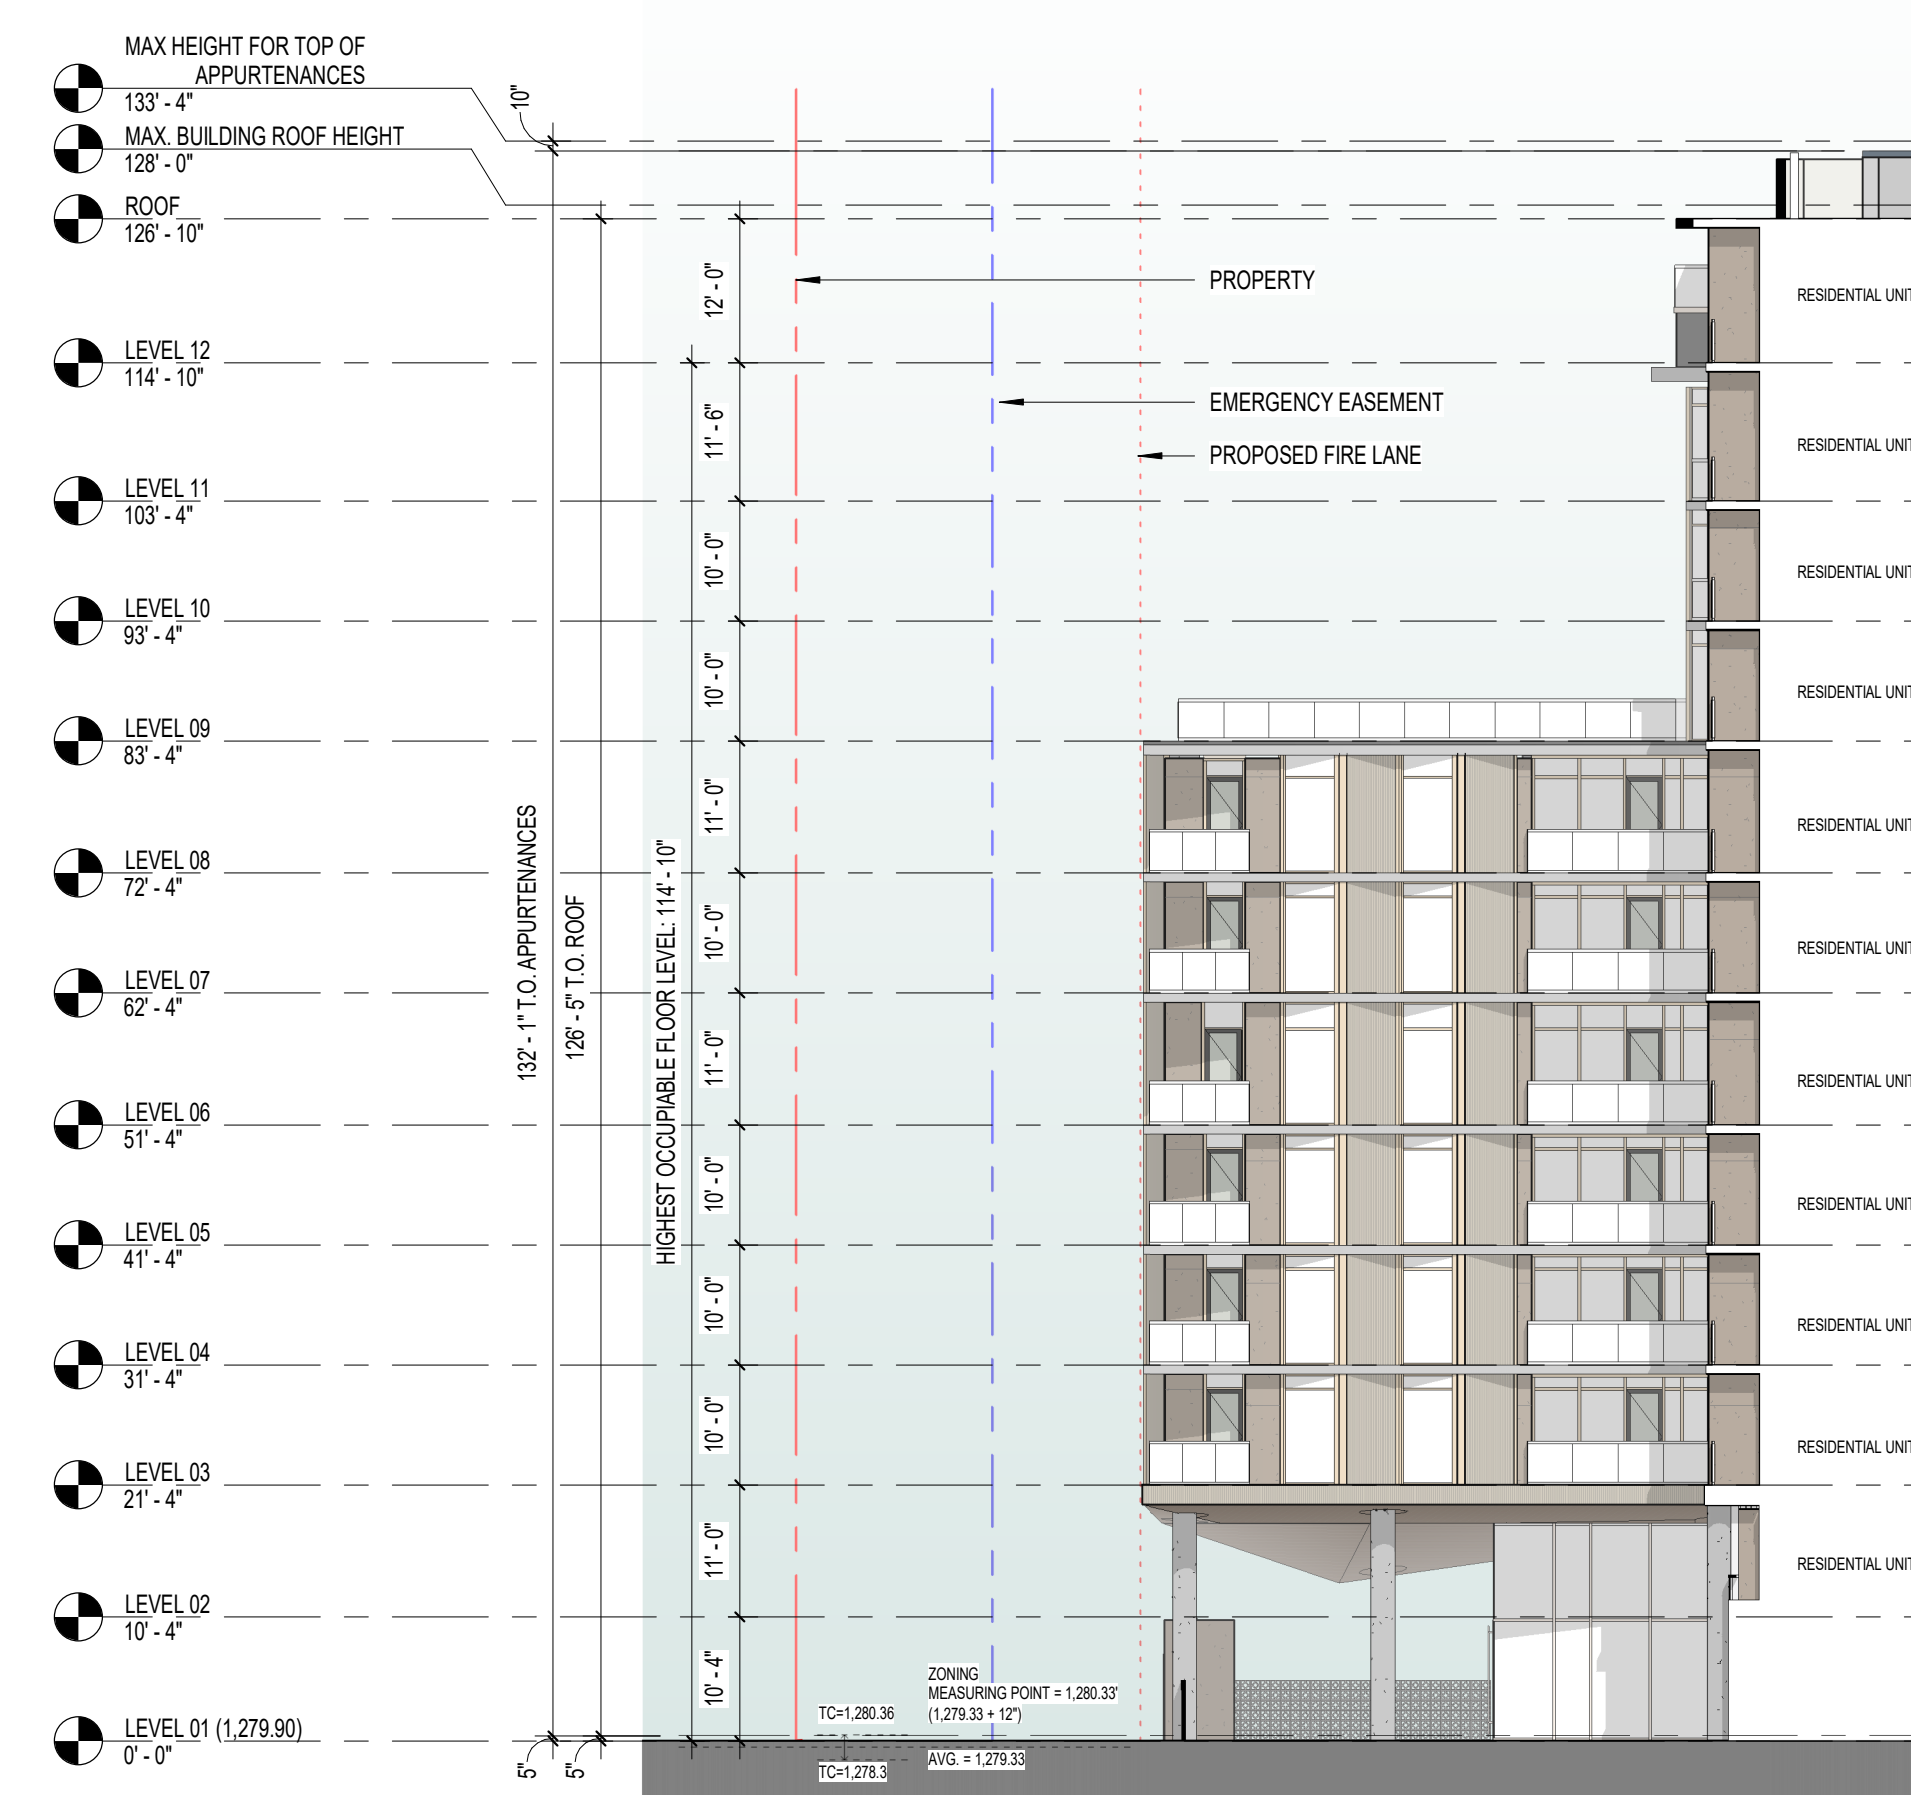 MAX HEIGHT FOR TOP OF
APPURTENANCES
133' - 4"
MAX. BUILDING ROOF HEIGHT
128' - 0"
ROOF
126' - 10"
LEVEL 12
114' - 10"
LEVEL 11
103' - 4"
LEVEL 10
93' - 4"
LEVEL 09
83' - 4"
LEVEL 08
72' - 4"
LEVEL 07
62' - 4"
LEVEL 06
51' - 4"
LEVEL 05
41' - 4"
LEVEL 04
31' - 4"
LEVEL 03
21' - 4"
LEVEL 02
10' - 4"
LEVEL 01 (1,279.90)
0' - 0"
10"
132' - 1" T.O. APPURTENANCES
5"
126' - 5" T.O. ROOF
5"
HIGHEST OCCUPIABLE FLOOR LEVEL: 114' - 10"
12' - 0"
11' - 6"
10' - 0"
10' - 0"
11' - 0"
10' - 0"
11' - 0"
10' - 0"
10' - 0"
10' - 0"
11' - 0"
10' - 4"
PROPERTY
EMERGENCY EASEMENT
PROPOSED FIRE LANE
TC=1,280.36
TC=1,278.3
ZONING
MEASURING POINT = 1,280.33'
(1,279.33 + 12")
AVG. = 1,279.33
RESIDENTIAL UNIT
RESIDENTIAL UNIT
RESIDENTIAL UNIT
RESIDENTIAL UNIT
RESIDENTIAL UNIT
RESIDENTIAL UNIT
RESIDENTIAL UNIT
RESIDENTIAL UNIT
RESIDENTIAL UNIT
RESIDENTIAL UNIT
RESIDENTIAL UNIT